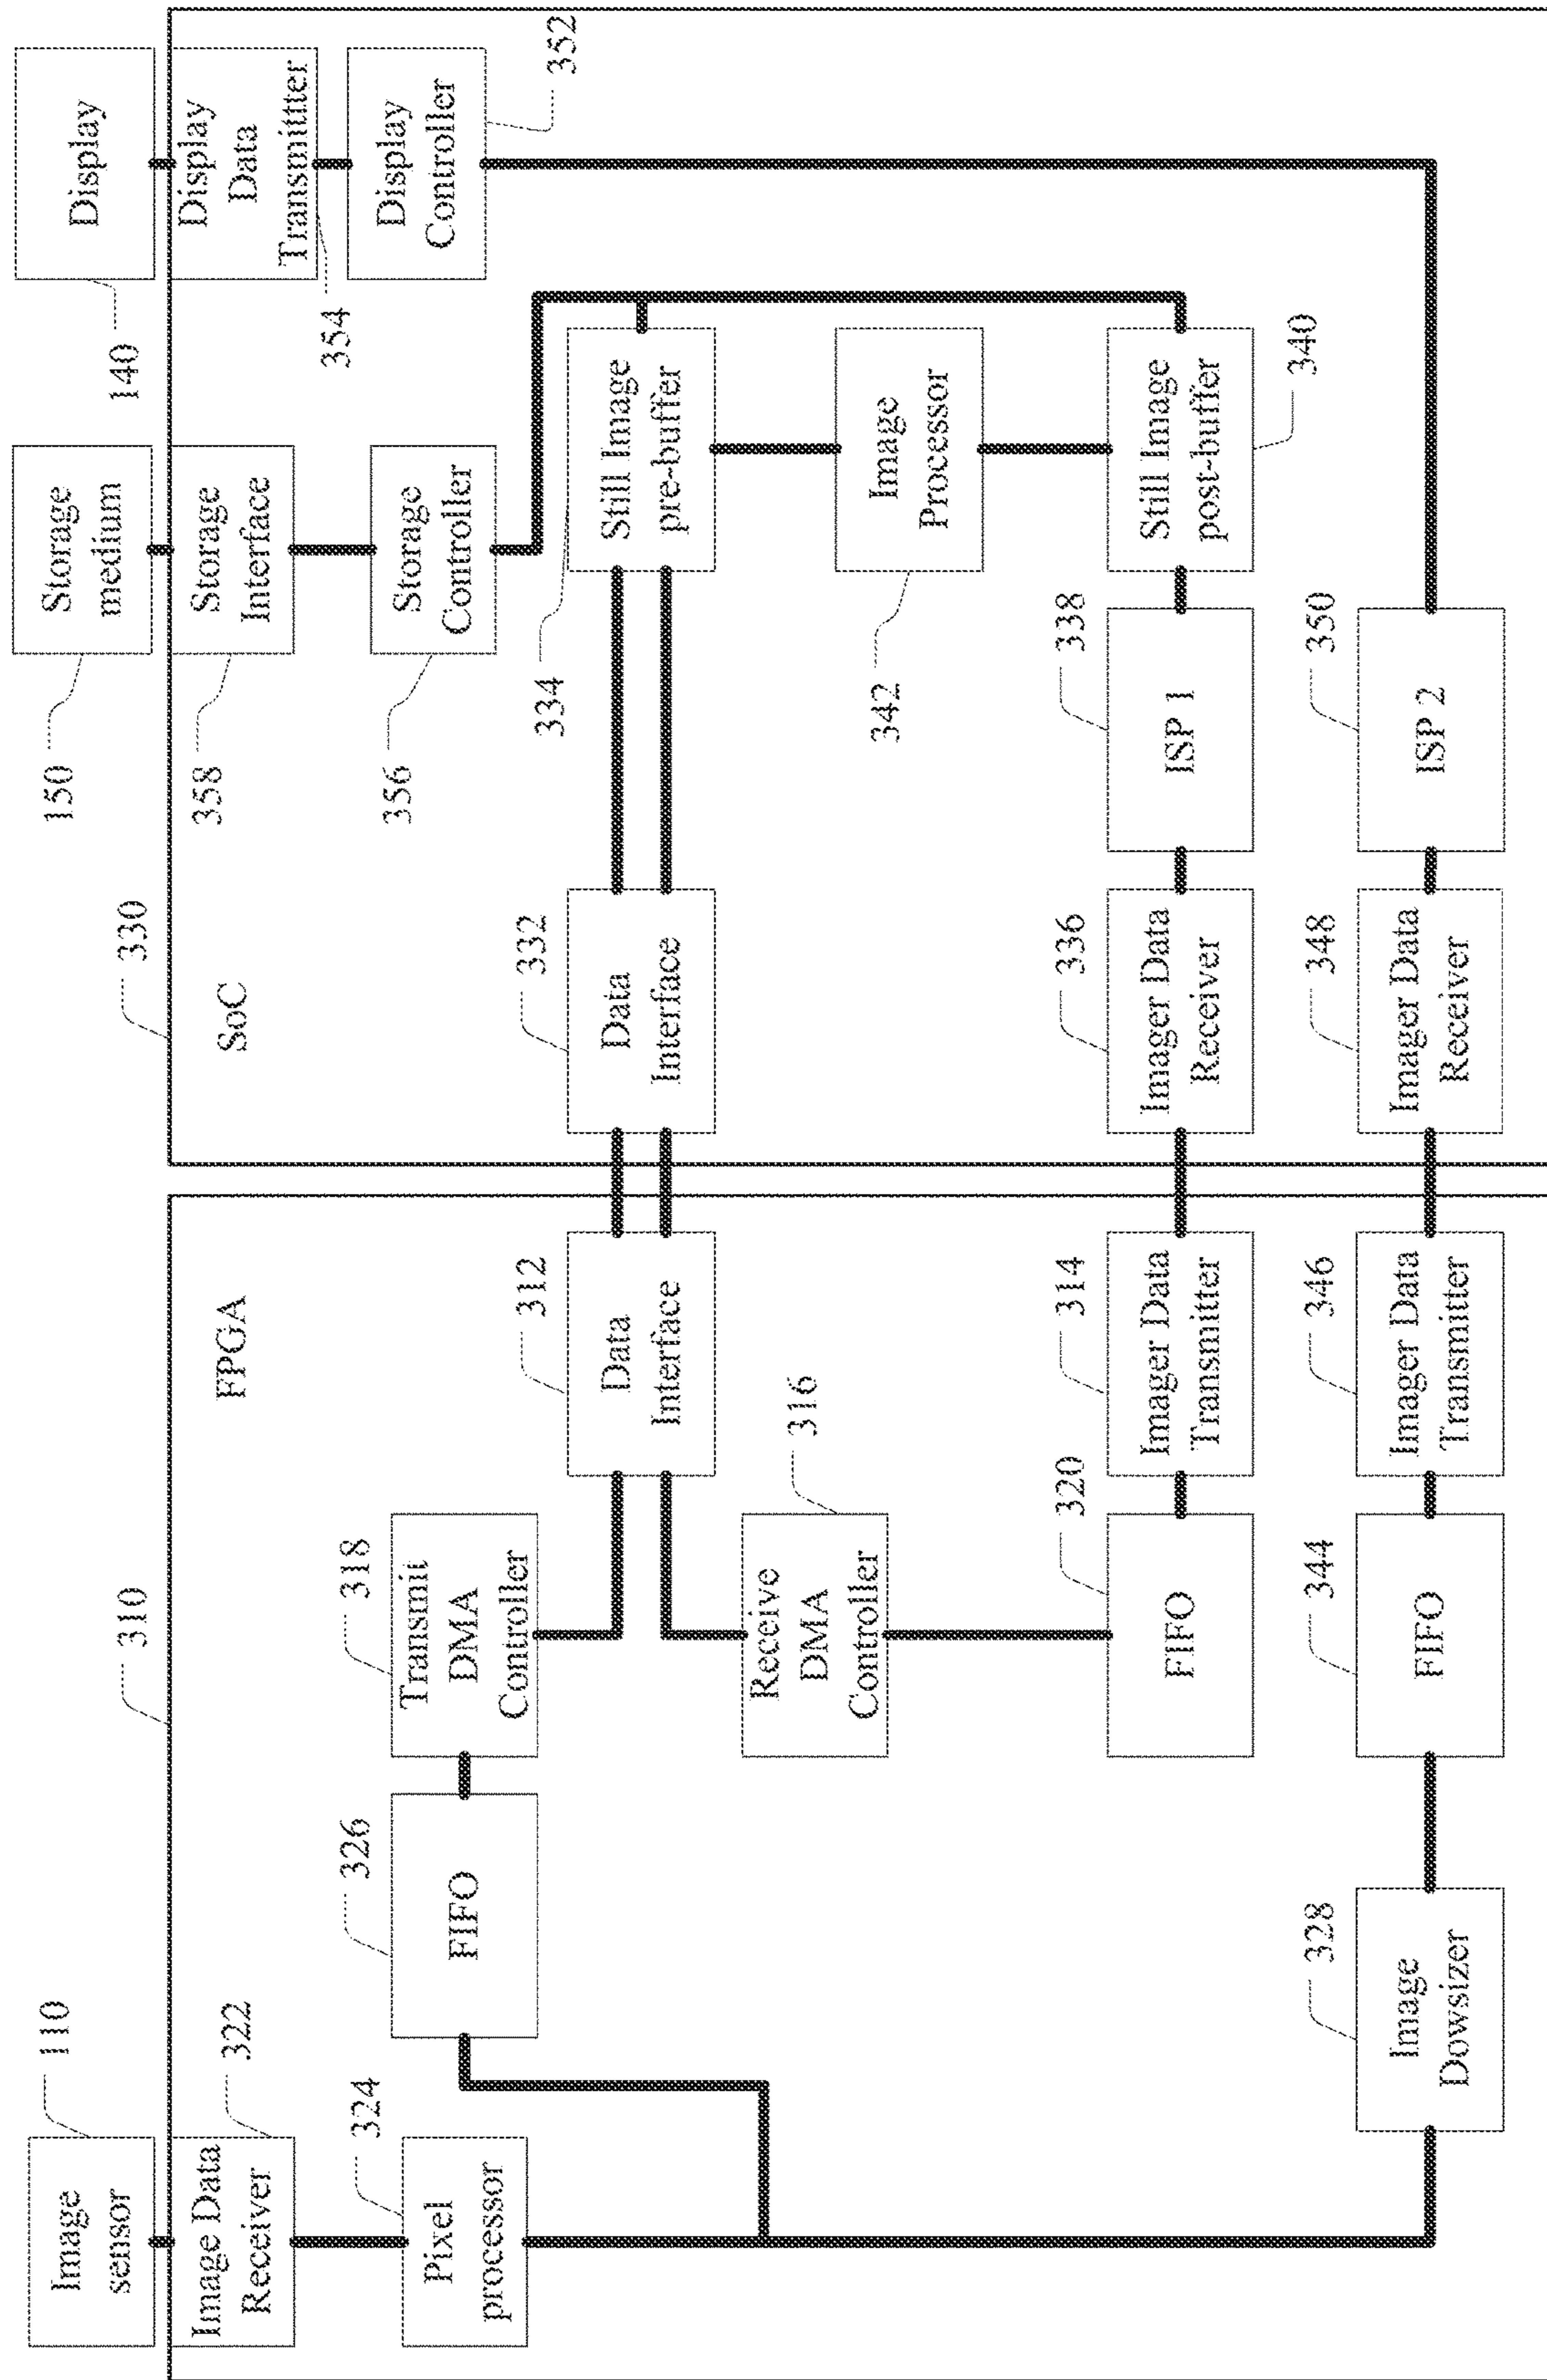 110
Image
sensor
322
Image Data
Receiver
324
Pixel
processor
310
FPGA
326
FIFO
318
Transmit
DMA
Controller
312
Data
Interface
316
Receive
DMA
Controller
320
FIFO
314
Imager Data
Transmitter
328
Image
Dowsizer
344
FIFO
346
Imager Data
Transmitter
330
SoC
150
Storage
medium
358
Storage
Interface
356
Storage
Controller
140
Display
Display
Data
Transmittter
354
Display
Controller
352
332
Data
Interface
334
Still Image
pre-buffer
342
Image
Processor
336
Imager Data
Receiver
338
ISP 1
Still Image
post-buffer
340
348
Imager Data
Receiver
350
ISP 2